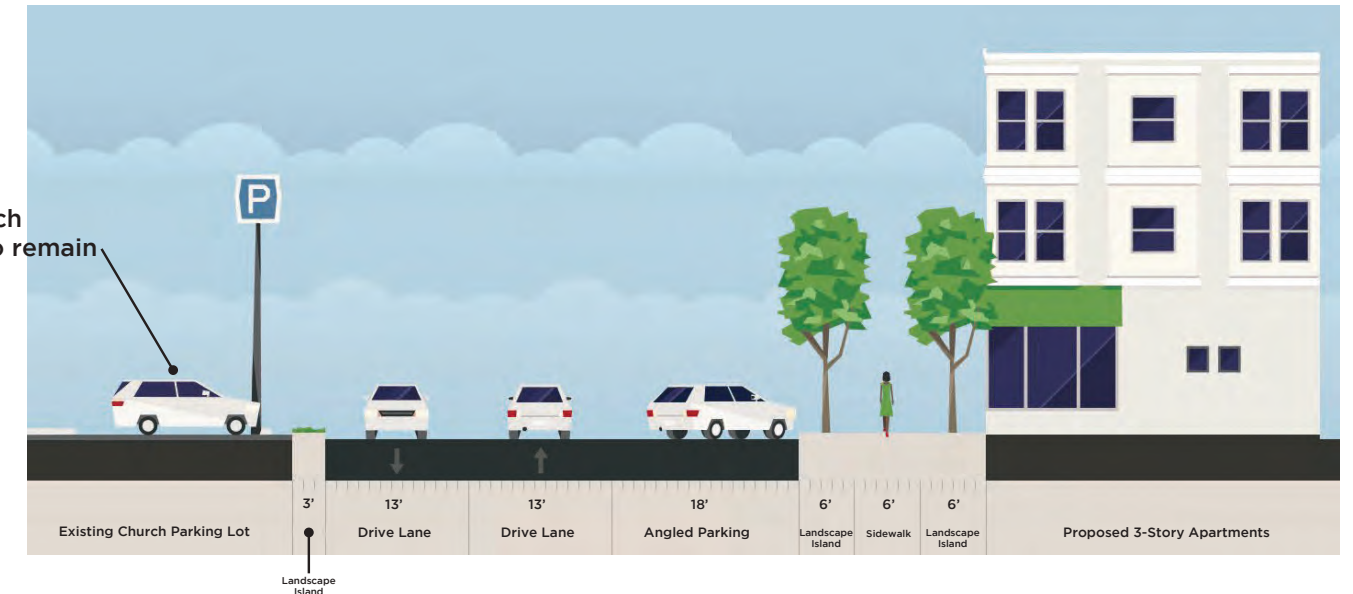 P
ch
o remain
3'
13'
13'
18'
6'
6'
6'
Existing Church Parking Lot
Drive Lane
Drive Lane
Angled Parking
Landscape
Island
Sidewalk
Landscape
Island
Proposed 3-Story Apartments
Landscape
Island